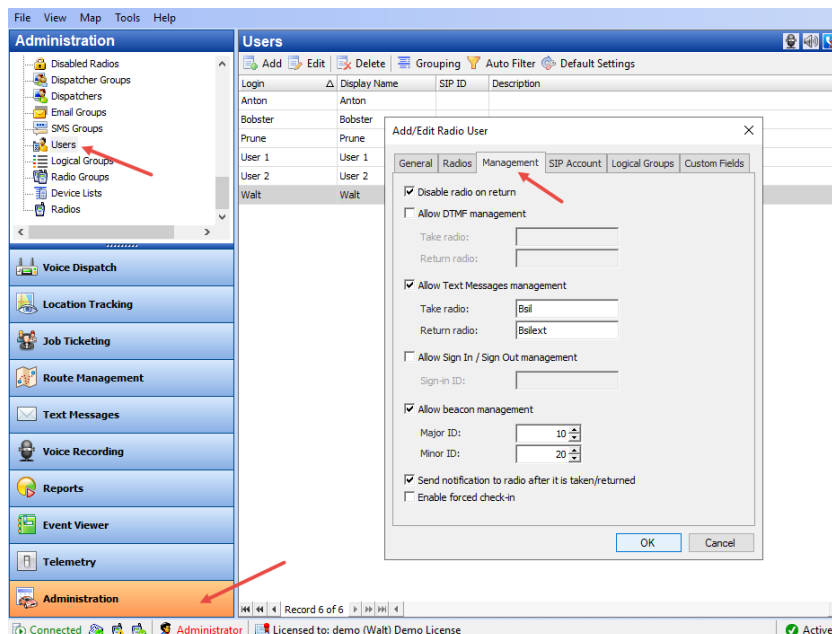 File View Map Tools Help
Administration
Disabled Radios
Dispatcher Groups
Dispatchers
Email Groups
SMS Groups
Users
Logical Groups
Radio Groups
Device Lists
Radios
Voice Dispatch
Location Tracking
Job Ticketing
Route Management
Text Messages
Voice Recording
Reports
Event Viewer
Telemetry
Administration
Users
Add Edit Delete Grouping Auto Filter Default Settings
Login Display Name SIP ID Description
Anton Anton
Bobster Bobster
Prune Prune
User 1 User 1
User 2 User 2
Walt Walt
Add/Edit Radio User
General Radios Management SIP Account Logical Groups Custom Fields
Disable radio on return
Allow DTMF management
Take radio:
Return radio:
Allow Text Messages management
Take radio: Bsil
Return radio: Bsilext
Allow Sign In / Sign Out management
Sign-in ID:
Allow beacon management
Major ID: 10
Minor ID: 20
Send notification to radio after it is taken/returned
Enable forced check-in
OK Cancel
Record 6 of 6
Connected Administrator Licensed to: demo (Walt) Demo License Active